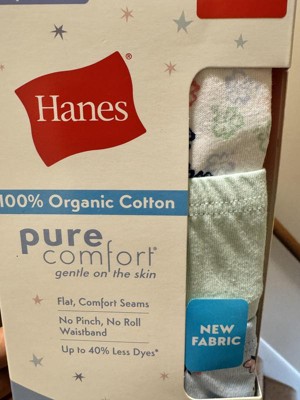 Hanes®
100% Organic Cotton
pure
comfort®
gentle on the skin
Flat, Comfort Seams
No Pinch, No Roll
Waistband
Up to 40% Less Dyes*
NEW
FABRIC